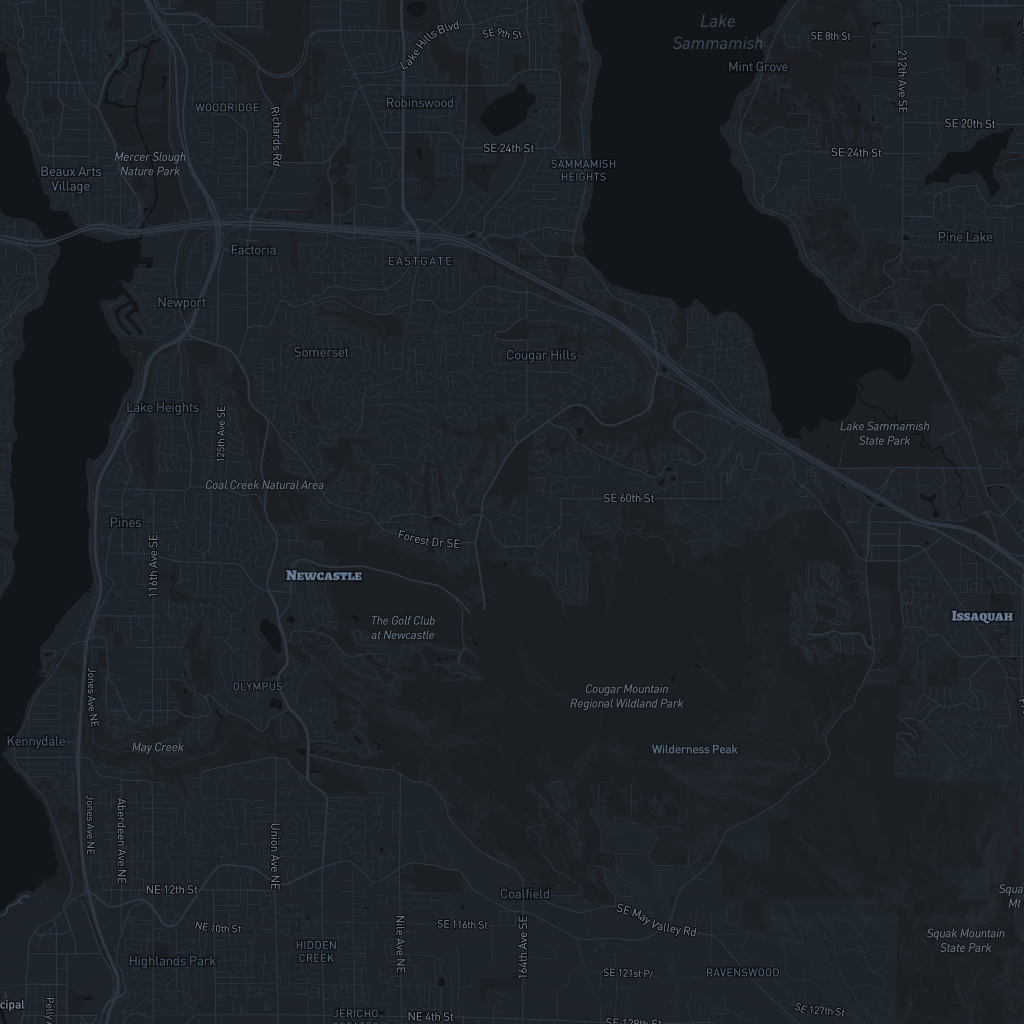 Lake
Sammamish
Lake Hills Blvd
SE 9th St
SE 8th St
212th Ave SE
Mint Grove
WOODRIDGE
Richards Rd
Robinswood
SE 20th St
SE 24th St
SE 24th St
Mercer Slough
Nature Park
SAMMAMISH
HEIGHTS
Beaux Arts
Village
Pine Lake
Factoria
EASTGATE
Newport
Somerset
Cougar Hills
Lake Heights
125th Ave SE
Lake Sammamish
State Park
Coal Creek Natural Area
SE 60th St
Pines
116th Ave SE
Forest Dr SE
Newcastle
The Golf Club
at Newcastle
Issaquah
Jones Ave NE
OLYMPUS
Cougar Mountain
Regional Wildland Park
Kennydale
May Creek
Wilderness Peak
Jones Ave NE
Aberdeen Ave NE
Union Ave NE
NE 12th St
Coalfield
Squa
Mt
NE 10th St
Nile Ave NE
SE 116th St
164th Ave SE
SE May Valley Rd
HIDDEN
CREEK
Squak Mountain
State Park
Highlands Park
SE 121st Pl
RAVENSWOOD
cipal
Pelly A
JERICHO
ESTATES
NE 4th St
SE 128th St
SE 127th St